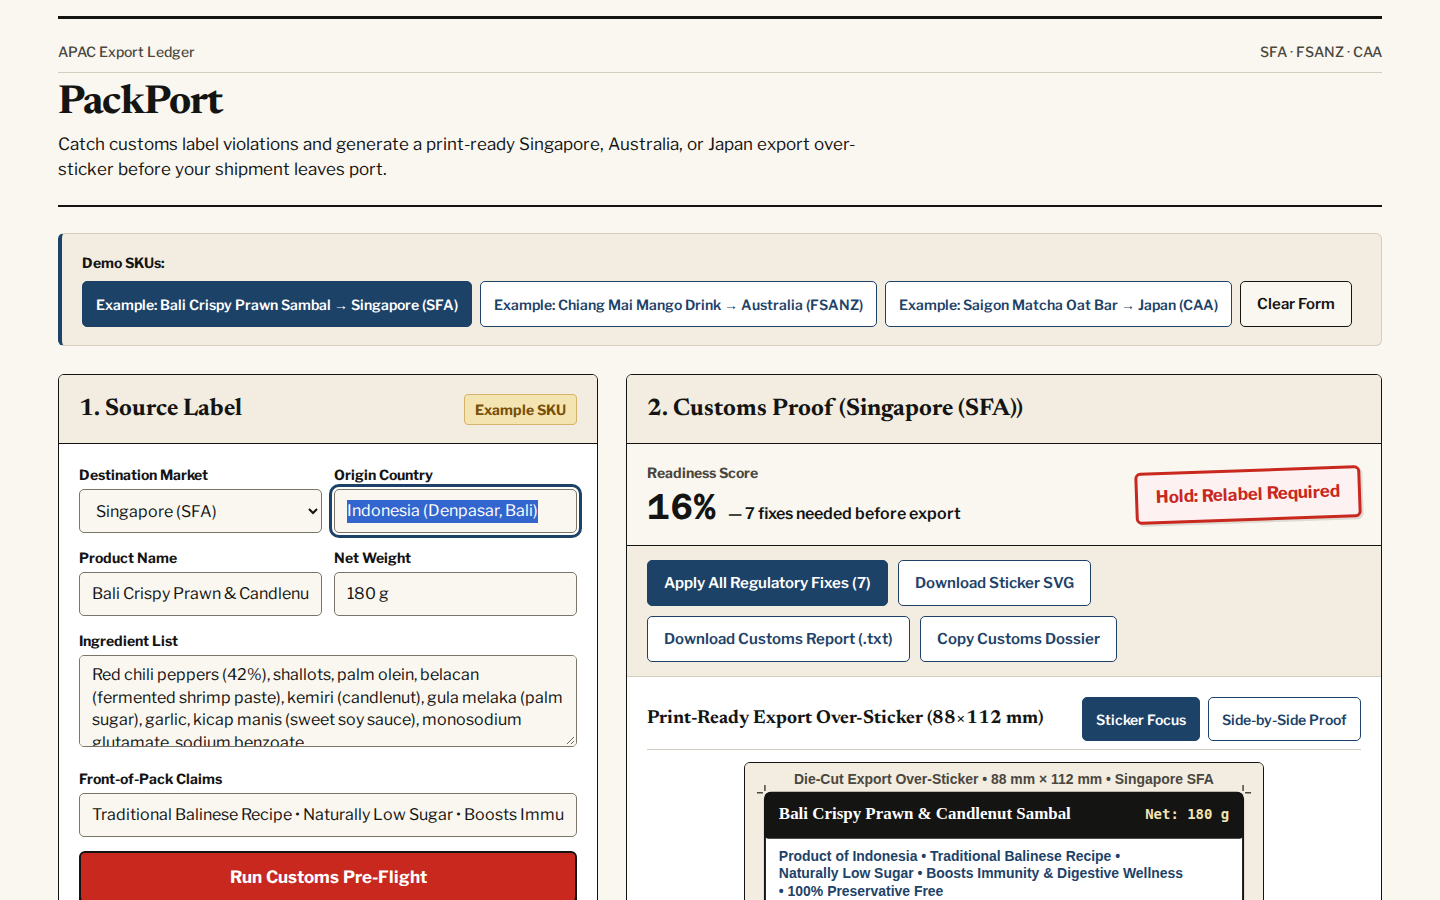 APAC Export Ledger
SFA · FSANZ · CAA
PackPort
Catch customs label violations and generate a print-ready Singapore, Australia, or Japan export over-
sticker before your shipment leaves port.
Demo SKUs:
Example: Bali Crispy Prawn Sambal → Singapore (SFA)
Example: Chiang Mai Mango Drink → Australia (FSANZ)
Example: Saigon Matcha Oat Bar → Japan (CAA)
Clear Form
1. Source Label
Example SKU
Destination Market
Origin Country
Singapore (SFA)
Indonesia (Denpasar, Bali)
Product Name
Net Weight
Bali Crispy Prawn & Candlenu
180 g
Ingredient List
Red chili peppers (42%), shallots, palm olein, belacan
(fermented shrimp paste), kemiri (candlenut), gula melaka (palm
sugar), garlic, kicap manis (sweet soy sauce), monosodium
glutamate, sodium benzoate
Front-of-Pack Claims
Traditional Balinese Recipe • Naturally Low Sugar • Boosts Immu
Run Customs Pre-Flight
2. Customs Proof (Singapore (SFA))
Readiness Score
16% — 7 fixes needed before export
Hold: Relabel Required
Apply All Regulatory Fixes (7)
Download Sticker SVG
Download Customs Report (.txt)
Copy Customs Dossier
Print-Ready Export Over-Sticker (88×112 mm)
Sticker Focus
Side-by-Side Proof
Die-Cut Export Over-Sticker • 88 mm × 112 mm • Singapore SFA
Bali Crispy Prawn & Candlenut Sambal
Net: 180 g
Product of Indonesia • Traditional Balinese Recipe •
Naturally Low Sugar • Boosts Immunity & Digestive Wellness
• 100% Preservative Free